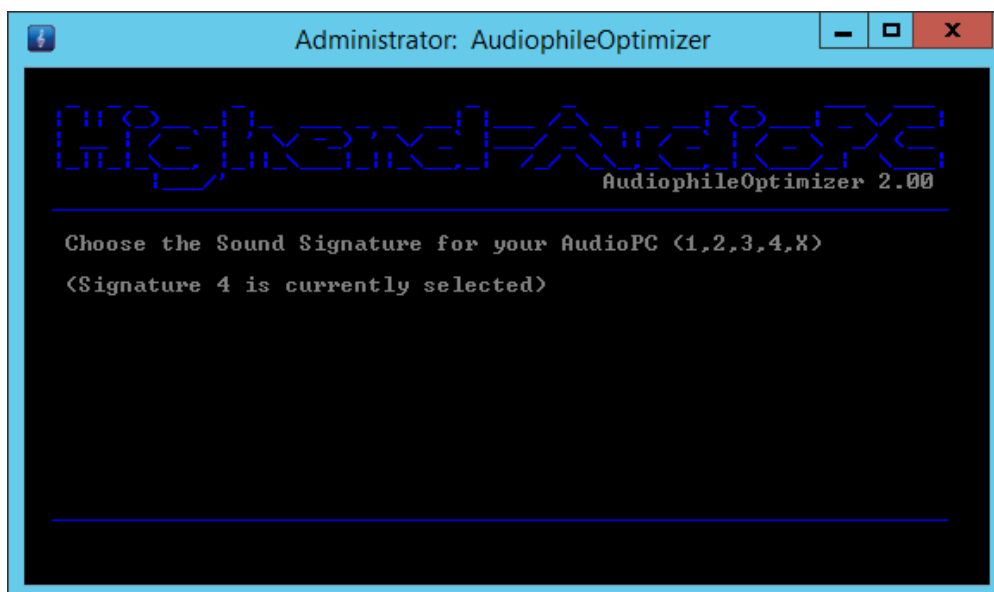 Administrator: AudiophileOptimizer
Highend-AudioPC
AudiophileOptimizer 2.00
Choose the Sound Signature for your AudioPC (1,2,3,4,X)
(Signature 4 is currently selected)